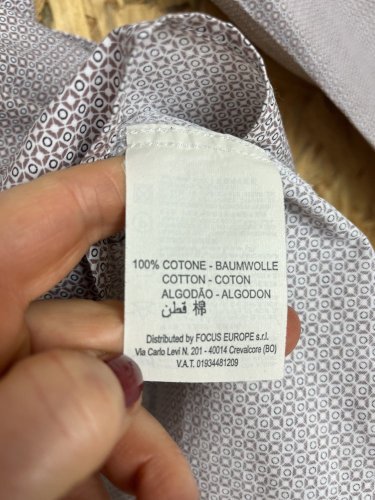 100% COTONE - BAUMWOLLE
COTTON - COTON
ALGODÃO - ALGODON
قطن 棉
Distributed by FOCUS EUROPE s.r.l.
Via Carlo Levi N. 201 - 40014 Crevalcore (BO)
V.A.T. 01934481209